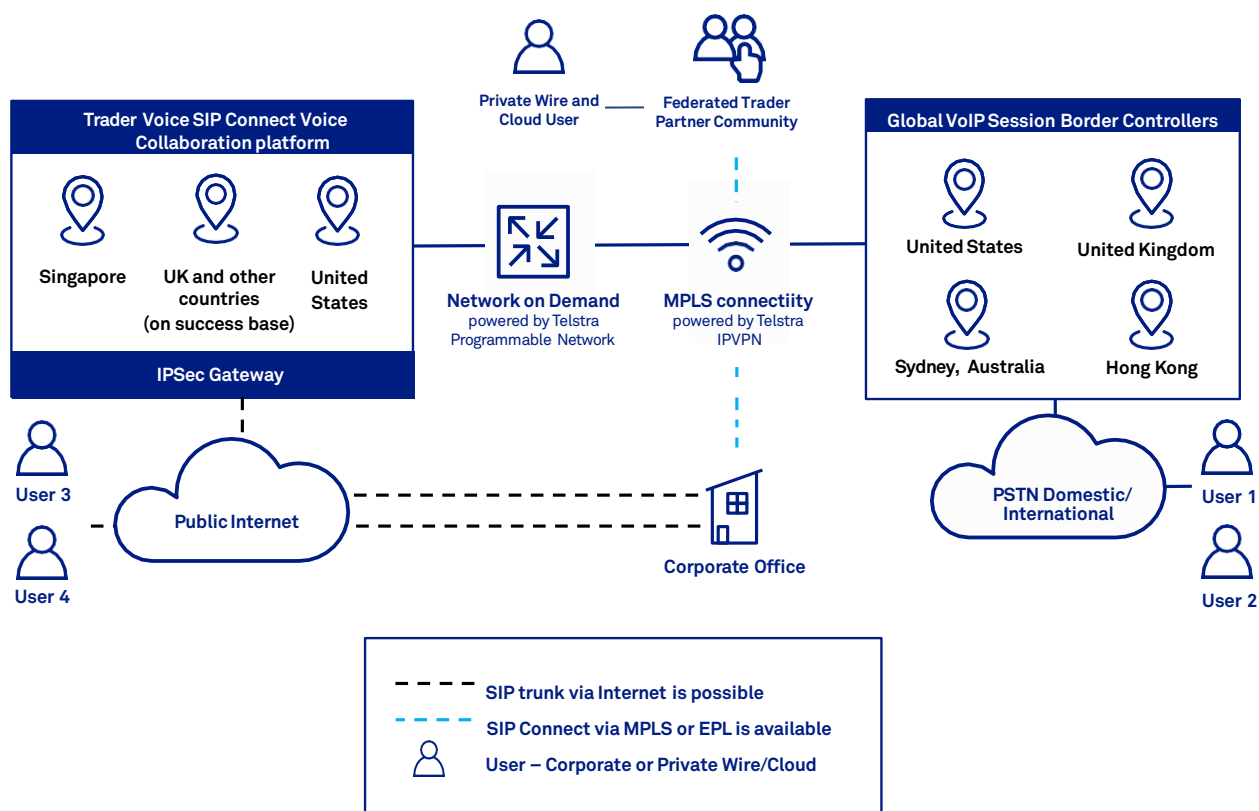 Private Wire and
Cloud User
Federated Trader
Partner Community
Trader Voice SIP Connect Voice
Collaboration platform
Singapore
UK and other
countries
(on success base)
United
States
IPSec Gateway
Network on Demand
powered by Telstra
Programmable Network
MPLS connectiity
powered by Telstra
IPVPN
Global VoIP Session Border Controllers
United States
United Kingdom
Sydney, Australia
Hong Kong
User 3
User 4
Public Internet
Corporate Office
PSTN Domestic/
International
User 1
User 2
SIP trunk via Internet is possible
SIP Connect via MPLS or EPL is available
User – Corporate or Private Wire/Cloud